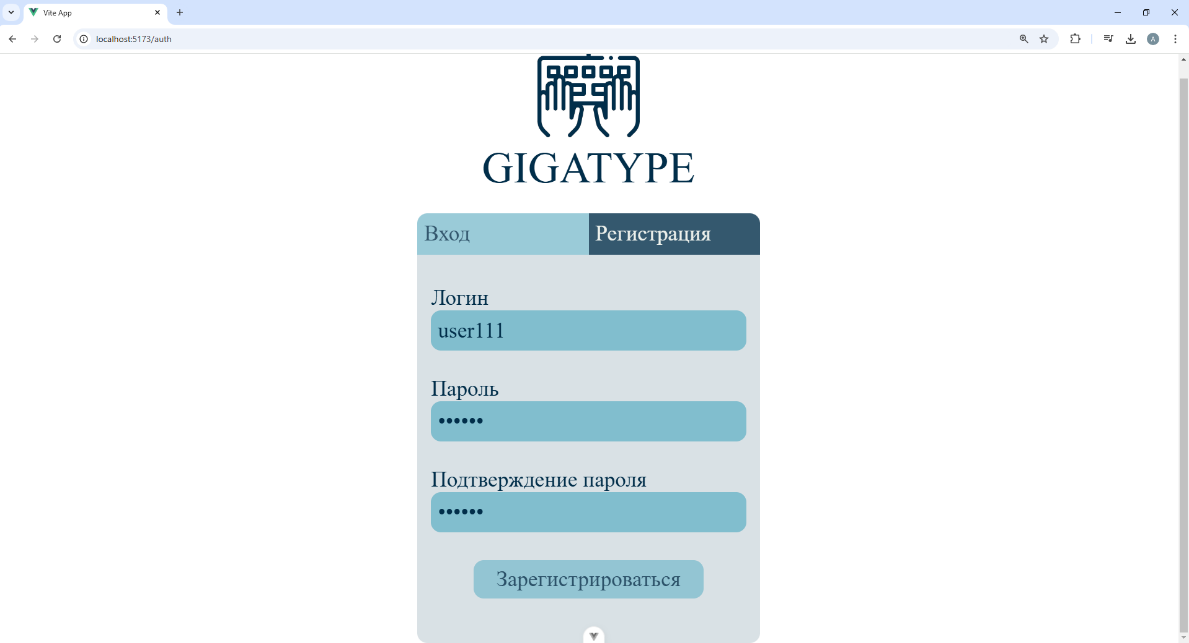 Vite App
localhost:5173/auth
A
GIGATYPE
Вход
Регистрация
Логин
user111
Пароль
••••••
Подтверждение пароля
••••••
Зарегистрироваться